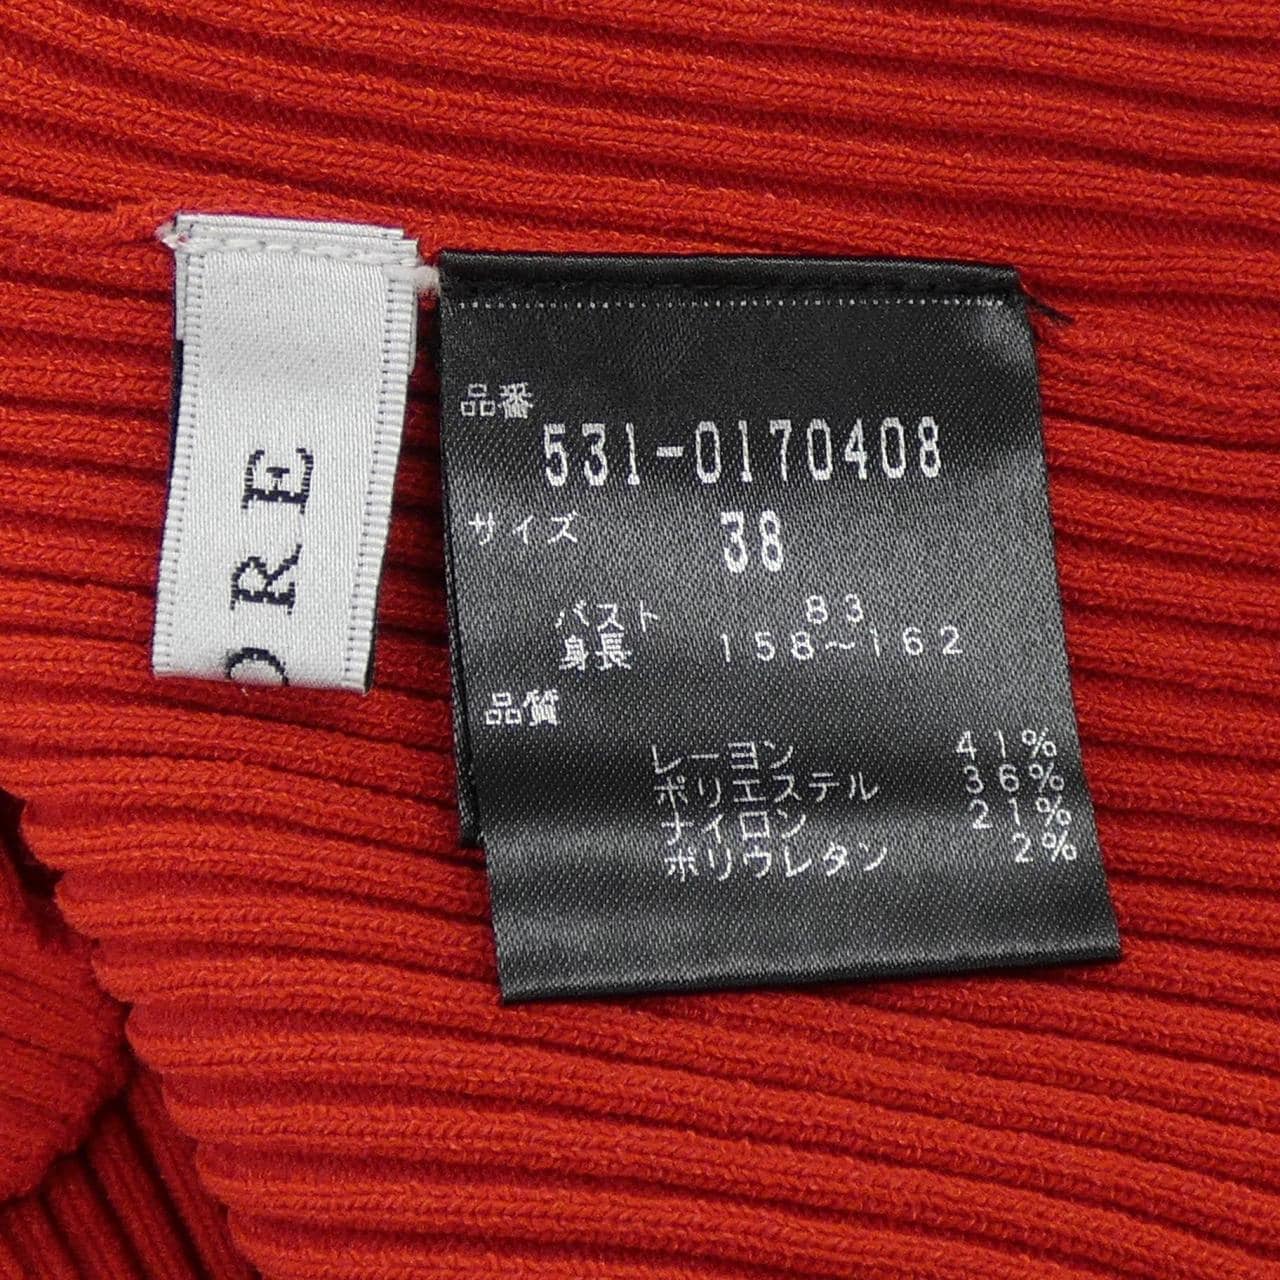 ORE
品番
531-0170408
サイズ 38
バスト 83
身長 158~162
品質
レーヨン 41%
ポリエステル 36%
ナイロン 21%
ポリウレタン 2%